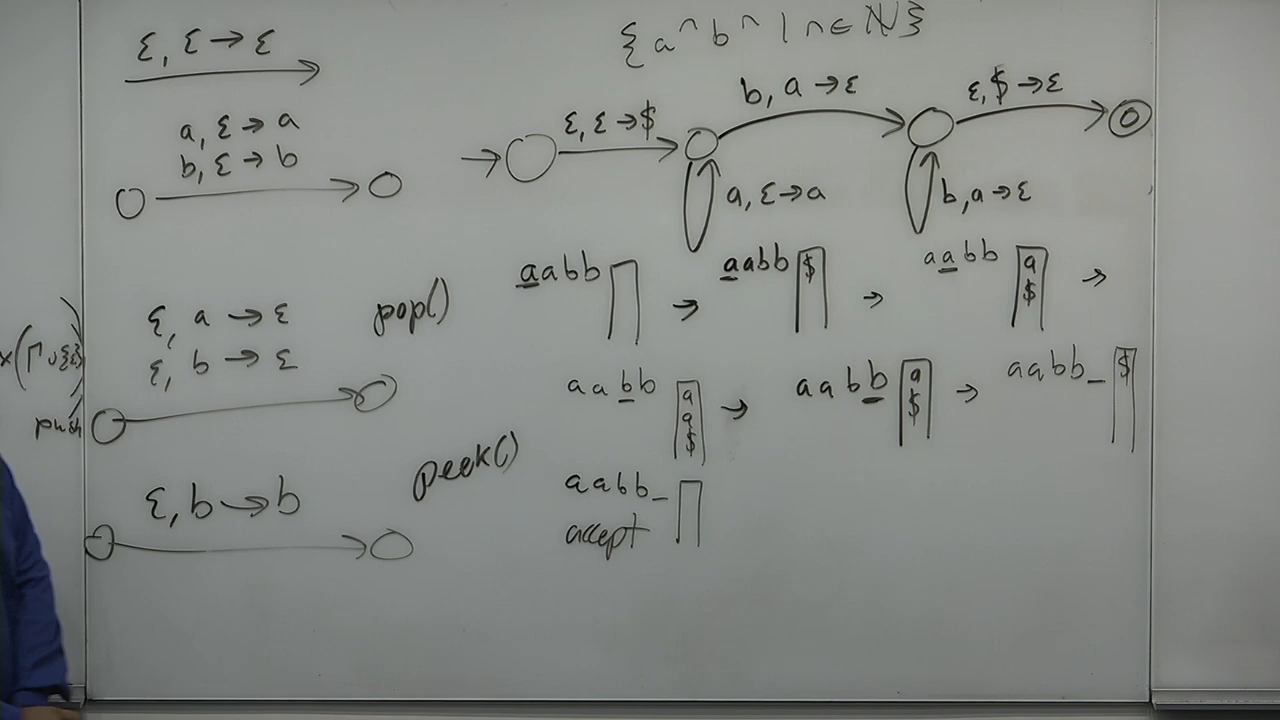 ε, ε → ε
a, ε → a
b, ε → b
ε, a → ε
ε, b → ε
pop()
x(Γ∪{ε}
push
ε, b → b
peek()
{a^n b^n | n ∈ ℕ}
ε, ε → $
b, a → ε
ε, $ → ε
a, ε → a
b, a → ε
aabb → aabb $ → aabb a $ →
aabb a a $ → aabb a $ → aabb_ $
aabb_
accept